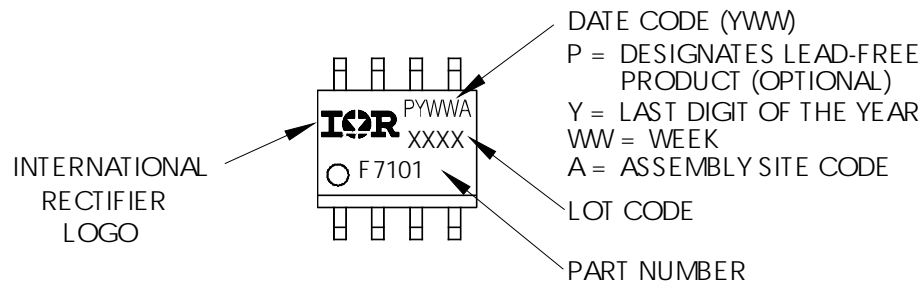 DATE CODE (YWW)
P = DESIGNATES LEAD-FREE
PRODUCT (OPTIONAL)
Y = LAST DIGIT OF THE YEAR
WW = WEEK
A = ASSEMBLY SITE CODE
LOT CODE
PART NUMBER
INTERNATIONAL
RECTIFIER
LOGO
PYWWA
IOR
XXXX
F7101